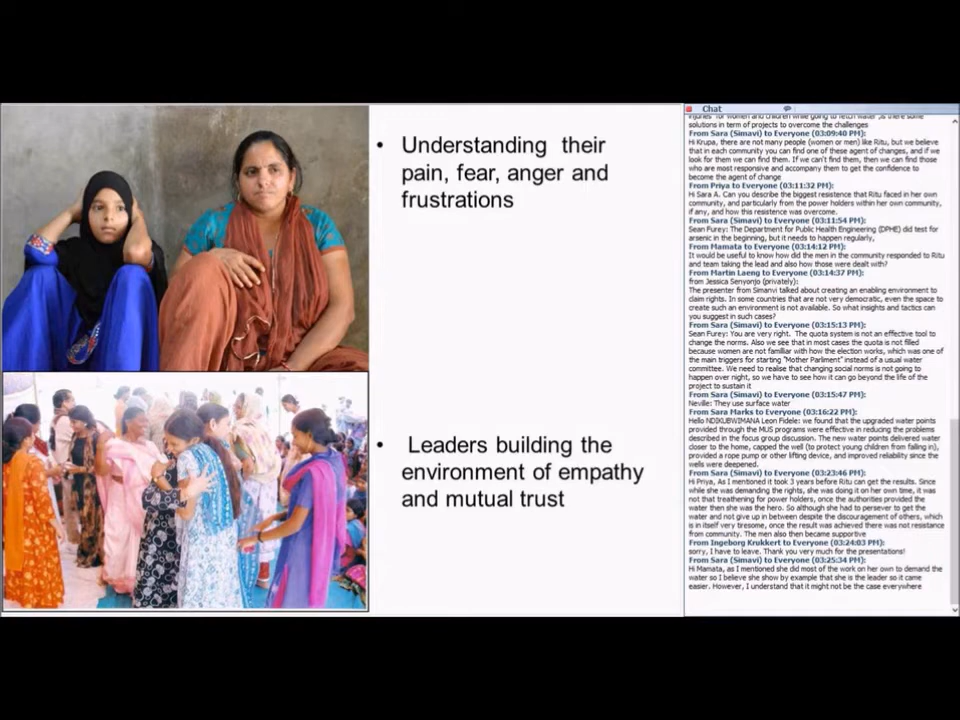 • Understanding their
pain, fear, anger and
frustrations
• Leaders building the
environment of empathy
and mutual trust
Chat
injuries for women and children while going to fetch water ,is there some
solutions in term of projects to overcome the challenges
From Sara (Simavi) to Everyone (03:09:40 PM):
Hi Krupa, there are not many people (women or men) like Ritu, but we believe
that in each community you can find one of these agent of changes, and if we
look for them we can find them. If we can't find them, then we can find those
who are most responsive and accompany them to get the confidence to
become the agent of change
From Priya to Everyone (03:11:32 PM):
Hi Sara A. Can you describe the biggest resistence that Ritu faced in her own
community, and particularly from the power holders within her own community,
if any, and how this resistence was overcome.
From Sara (Simavi) to Everyone (03:11:54 PM):
Sean Furey: The Department for Public Health Engineering (DPHE) did test for
arsenic in the beginning, but it needs to happen regularly,
From Mamata to Everyone (03:14:12 PM):
It would be useful to know how did the men in the community responded to Ritu
and team taking the lead and also how those were dealt with?
From Martin Laeng to Everyone (03:14:37 PM):
from Jessica Senyonjo (privately):
The presenter from Simanvi talked about creating an enabling environment to
claim rights. In some countries that are not very democratic, even the space to
create such an environment is not available. So what insights and tactics can
you suggest in such cases?
From Sara (Simavi) to Everyone (03:15:13 PM):
Sean Furey: You are very right. The quota system is not an effective tool to
change the norms. Also we see that in most cases the quota is not filled
because women are not familiar with how the election works, which was one of
the main triggers for starting "Mother Parliment" instead of a usual water
committee. We need to realise that changing social norms is not going to
happen over night, so we have to see how it can go beyond the life of the
project to sustain it
From Sara (Simavi) to Everyone (03:15:47 PM):
Neville: They use surface water
From Sara Marks to Everyone (03:16:22 PM):
Hello NDIKUBWIMANA Leon Fidele: we found that the upgraded water points
provided through the MUS programs were effective in reducing the problems
described in the focus group discussion. The new water points delivered water
closer to the home, capped the well (to protect young children from falling in),
provided a rope pump or other lifting device, and improved reliability since the
wells were deepened.
From Sara (Simavi) to Everyone (03:23:46 PM):
Hi Priya, As I mentioned it took 3 years before Ritu can get the results. Since
while she was demanding the rights, she was doing it on her own time, it was
not that treathening for power holders, once the authorities provided the
water then she was the hero. So although she had to persever to get the
water and not give up in between despite the discouragement of others, which
is in itself very tiresome, once the result was achieved there was not resistance
from community. The men also then became supportive
From Ingeborg Krukkert to Everyone (03:24:03 PM):
sorry, I have to leave. Thank you very much for the presentations!
From Sara (Simavi) to Everyone (03:25:34 PM):
Hi Mamata, as I mentioned she did most of the work on her own to demand the
water so I believe she show by example that she is the leader so it came
easier. However, I understand that it might not be the case everywhere